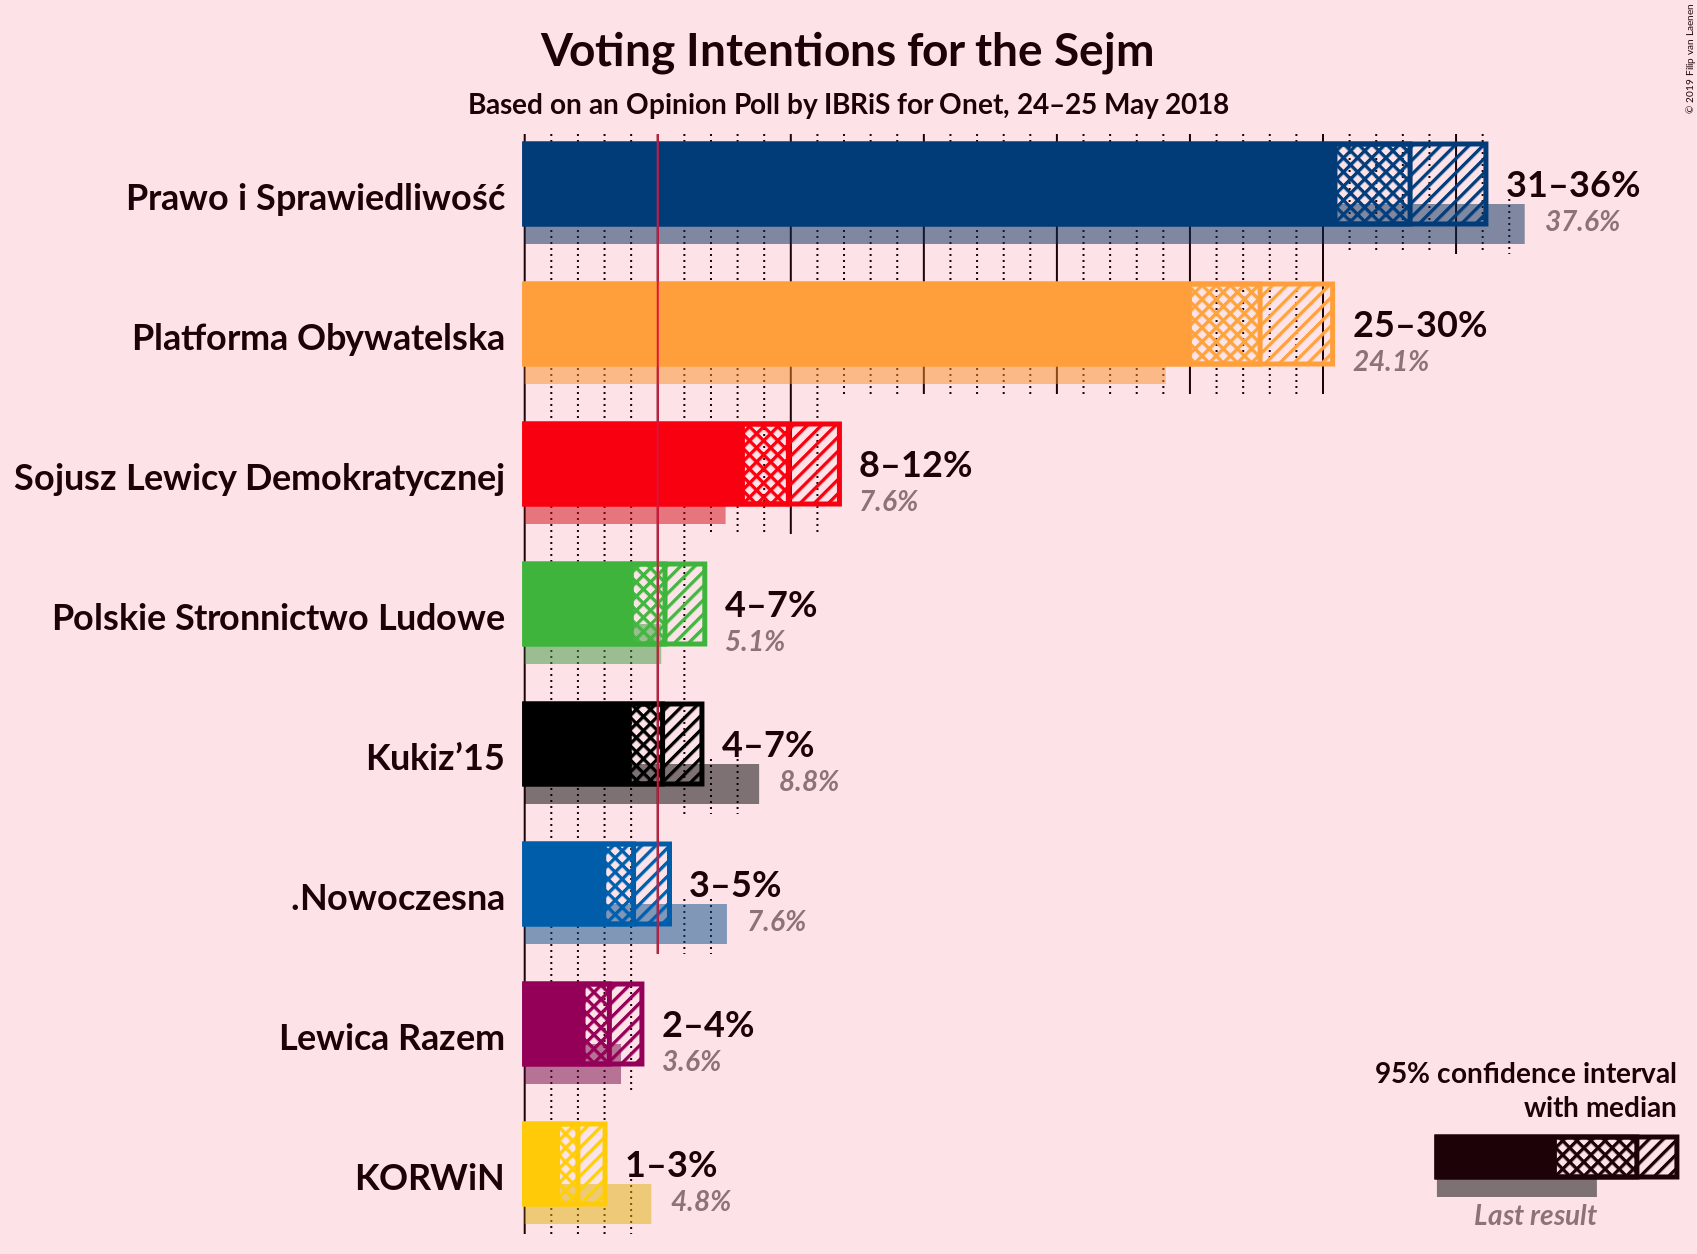 Voting Intentions for the Sejm
Based on an Opinion Poll by IBRiS for Onet, 24–25 May 2018
© 2019 Filip van Laenen
Prawo i Sprawiedliwość
31–36%
37.6%
Platforma Obywatelska
25–30%
24.1%
Sojusz Lewicy Demokratycznej
8–12%
7.6%
Polskie Stronnictwo Ludowe
4–7%
5.1%
Kukiz’15
4–7%
8.8%
.Nowoczesna
3–5%
7.6%
Lewica Razem
2–4%
3.6%
KORWiN
1–3%
4.8%
95% confidence interval
with median
Last result